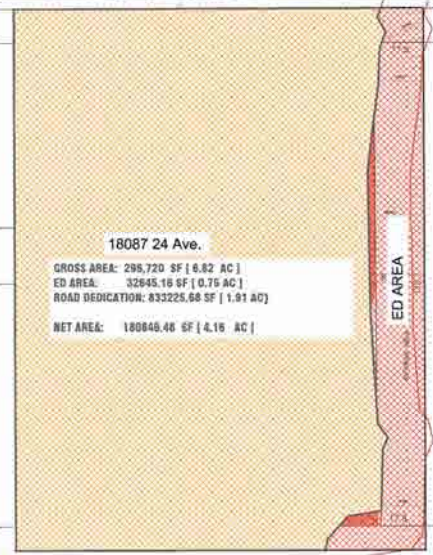 18087 24 Ave.
GROSS AREA: 296,720 SF [ 6.82 AC ]
ED AREA: 32645.16 SF [ 0.75 AC ]
ROAD DEDICATION: 833225.68 SF [ 1.91 AC]
NET AREA: 180846.46 SF [ 4.16 AC ]
ED AREA